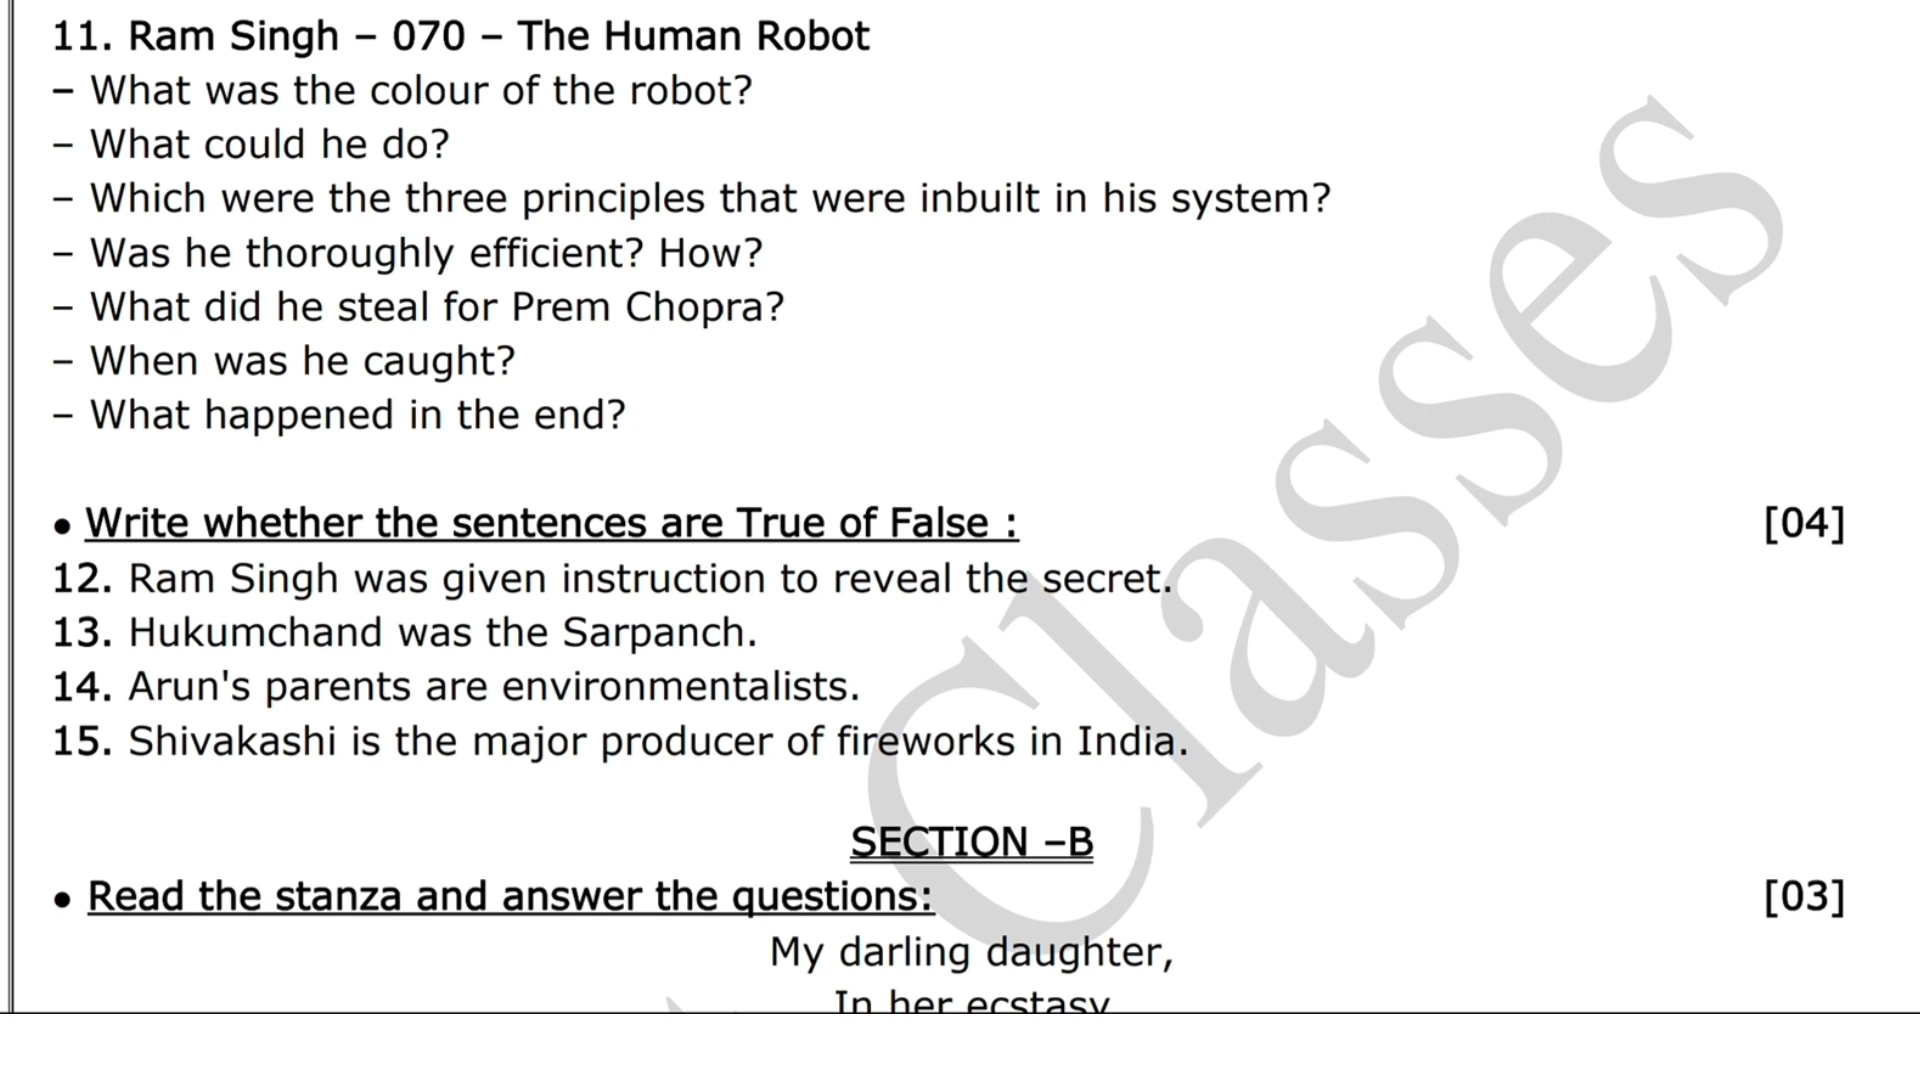 11. Ram Singh – 070 – The Human Robot
– What was the colour of the robot?
– What could he do?
– Which were the three principles that were inbuilt in his system?
– Was he thoroughly efficient? How?
– What did he steal for Prem Chopra?
– When was he caught?
– What happened in the end?
• Write whether the sentences are True of False : [04]
12. Ram Singh was given instruction to reveal the secret.
13. Hukumchand was the Sarpanch.
14. Arun's parents are environmentalists.
15. Shivakashi is the major producer of fireworks in India.
SECTION –B
• Read the stanza and answer the questions: [03]
My darling daughter,
In her ecstasy
Classes